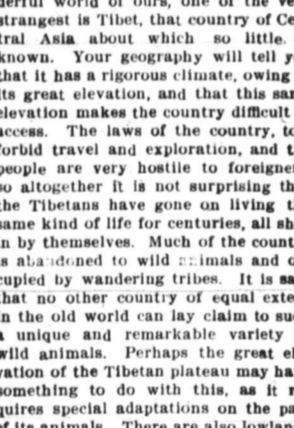 derful world of ours, one of the ve
strangest is Tibet, that country of Ce
tral Asia about which so little
known. Your geography will tell y
that it has a rigorous climate, owing
its great elevation, and that this sam
elevation makes the country difficult
access. The laws of the country, to
forbid travel and exploration, and t
people are very hostile to foreigne
so altogether it is not surprising th
the Tibetans have gone on living t
same kind of life for centuries, all sh
in by themselves. Much of the count
is abandoned to wild animals and o
cupied by wandering tribes. It is sa
that no other country of equal exte
in the old world can lay claim to su
a unique and remarkable variety
wild animals. Perhaps the great el
vation of the Tibetan plateau may ha
something to do with this, as it r
quires special adaptations on the pa
of its animals. There are also lowlan